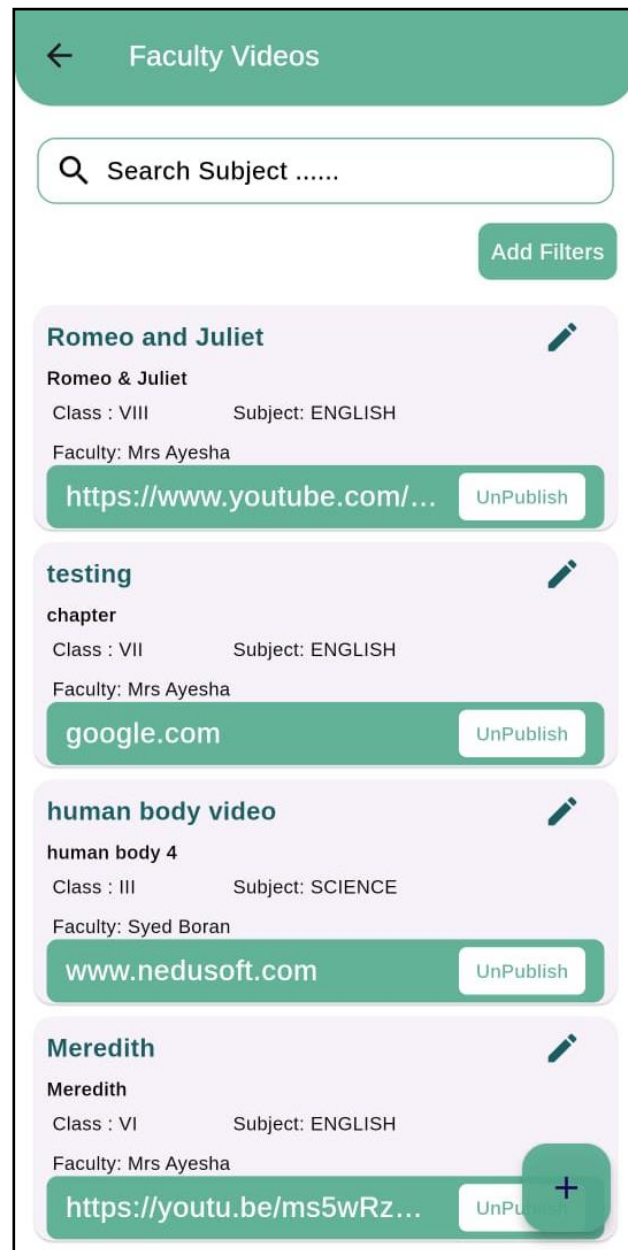 Faculty Videos
Search Subject ......
Add Filters
Romeo and Juliet
Romeo & Juliet
Class : VIII Subject: ENGLISH
Faculty: Mrs Ayesha
https://www.youtube.com/... UnPublish
testing
chapter
Class : VII Subject: ENGLISH
Faculty: Mrs Ayesha
google.com UnPublish
human body video
human body 4
Class : III Subject: SCIENCE
Faculty: Syed Boran
www.nedusoft.com UnPublish
Meredith
Meredith
Class : VI Subject: ENGLISH
Faculty: Mrs Ayesha
https://youtu.be/ms5wRz... UnPublish
+